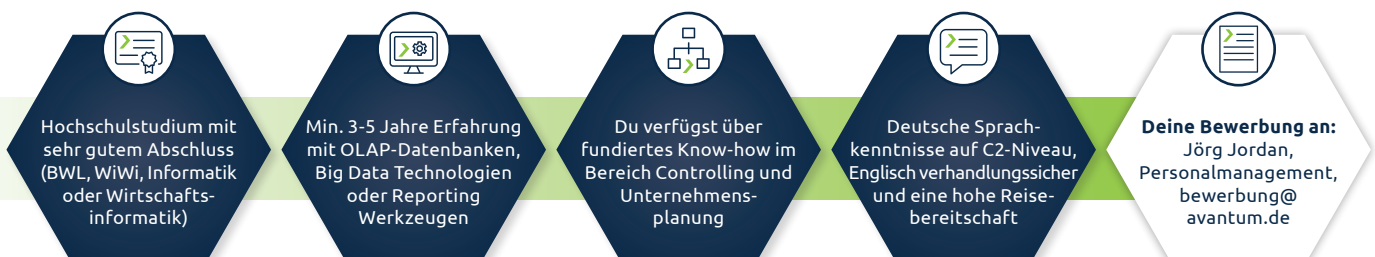 Hochschulstudium mit
sehr gutem Abschluss
(BWL, WiWi, Informatik
oder Wirtschafts-
informatik)
Min. 3-5 Jahre Erfahrung
mit OLAP-Datenbanken,
Big Data Technologien
oder Reporting
Werkzeugen
Du verfügst über
fundiertes Know-how im
Bereich Controlling und
Unternehmens-
planung
Deutsche Sprach-
kenntnisse auf C2-Niveau,
Englisch verhandlungssicher
und eine hohe Reise-
bereitschaft
Deine Bewerbung an:
Jörg Jordan,
Personalmanagement,
bewerbung@
avantum.de